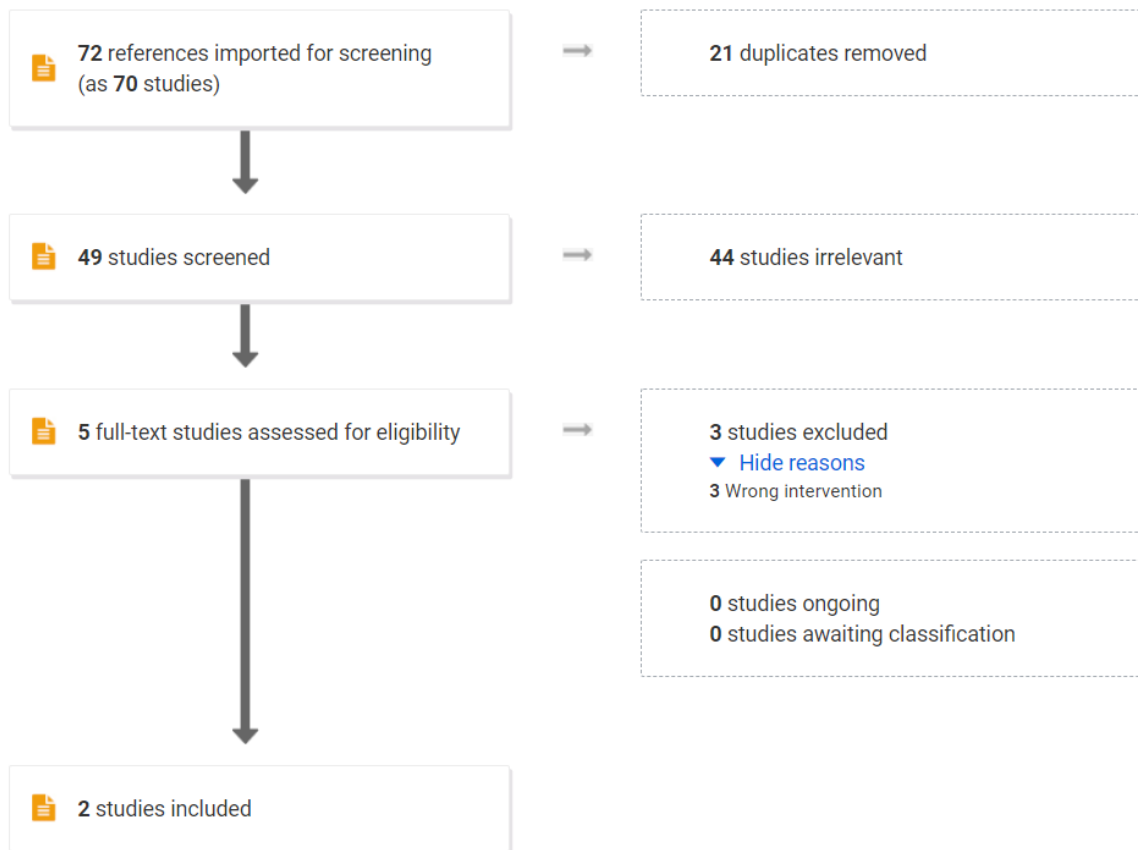 72 references imported for screening
(as 70 studies)
21 duplicates removed
49 studies screened
44 studies irrelevant
5 full-text studies assessed for eligibility
3 studies excluded
Hide reasons
3 Wrong intervention
0 studies ongoing
0 studies awaiting classification
2 studies included